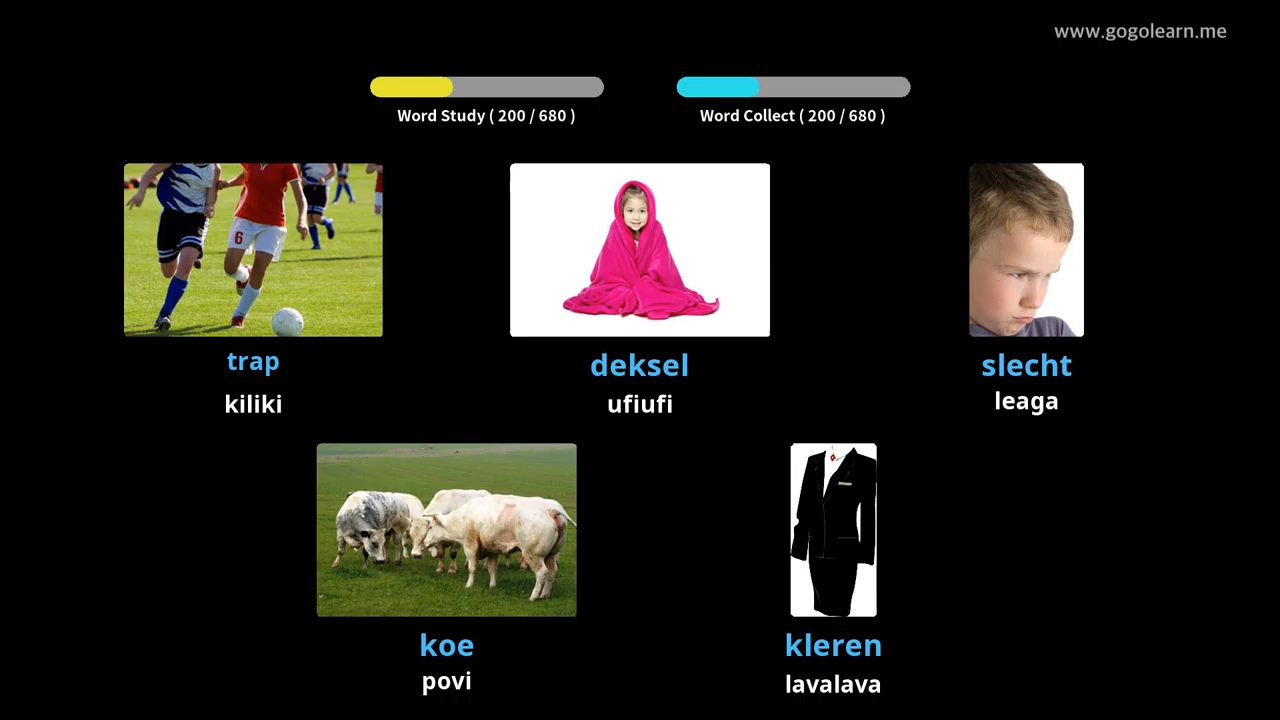 www.gogolearn.me
Word Study ( 200 / 680 )
Word Collect ( 200 / 680 )
6
trap
kiliki
deksel
ufiufi
slecht
leaga
koe
povi
kleren
lavalava